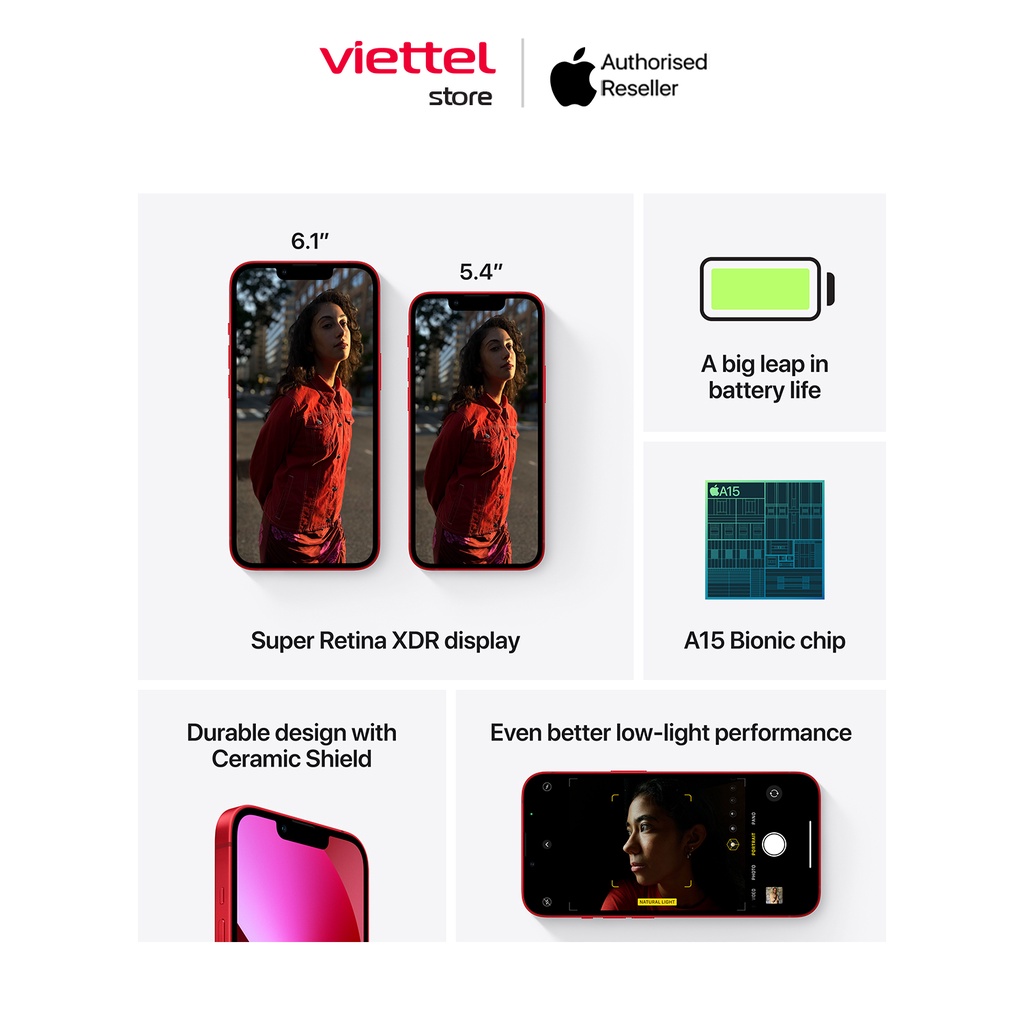 viettel
store
Authorised
Reseller
6.1”
5.4”
Super Retina XDR display
A big leap in
battery life
A15
A15 Bionic chip
Durable design with
Ceramic Shield
Even better low-light performance
NATURAL LIGHT
VIDEO
PHOTO
PORTRAIT
PANO